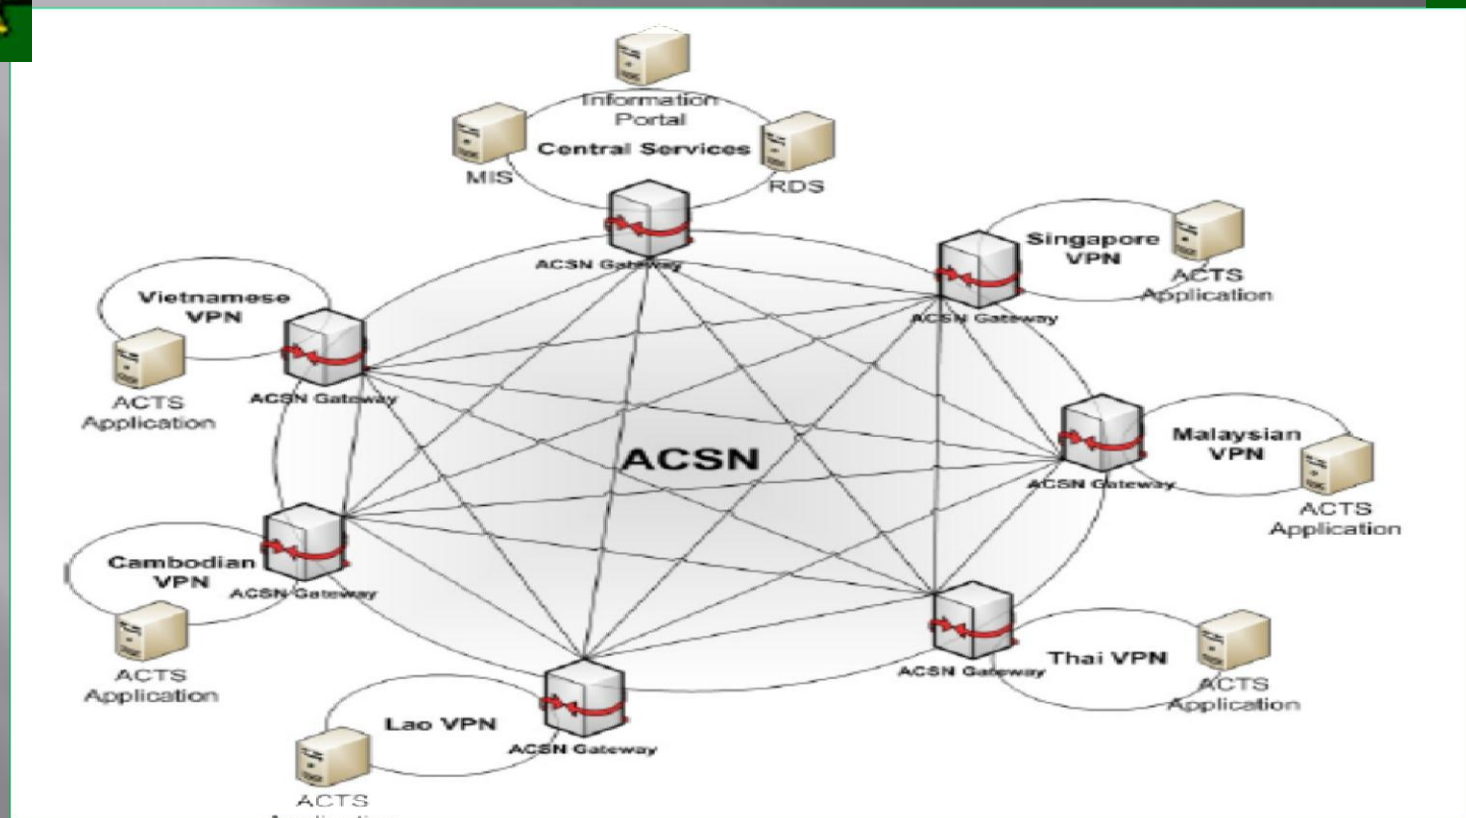 Information
Portal
Central Services
MIS
RDS
ACSN Gateway
Singapore
VPN
ACTS
Application
ACSN Gateway
Vietnamese
VPN
ACTS
Application
ACSN Gateway
Malaysian
VPN
ACTS
Application
ACSN Gateway
ACSN
Cambodian
VPN
ACTS
Application
ACSN Gateway
Thai VPN
ACTS
Application
ACSN Gateway
Lao VPN
ACTS
ACSN Gateway